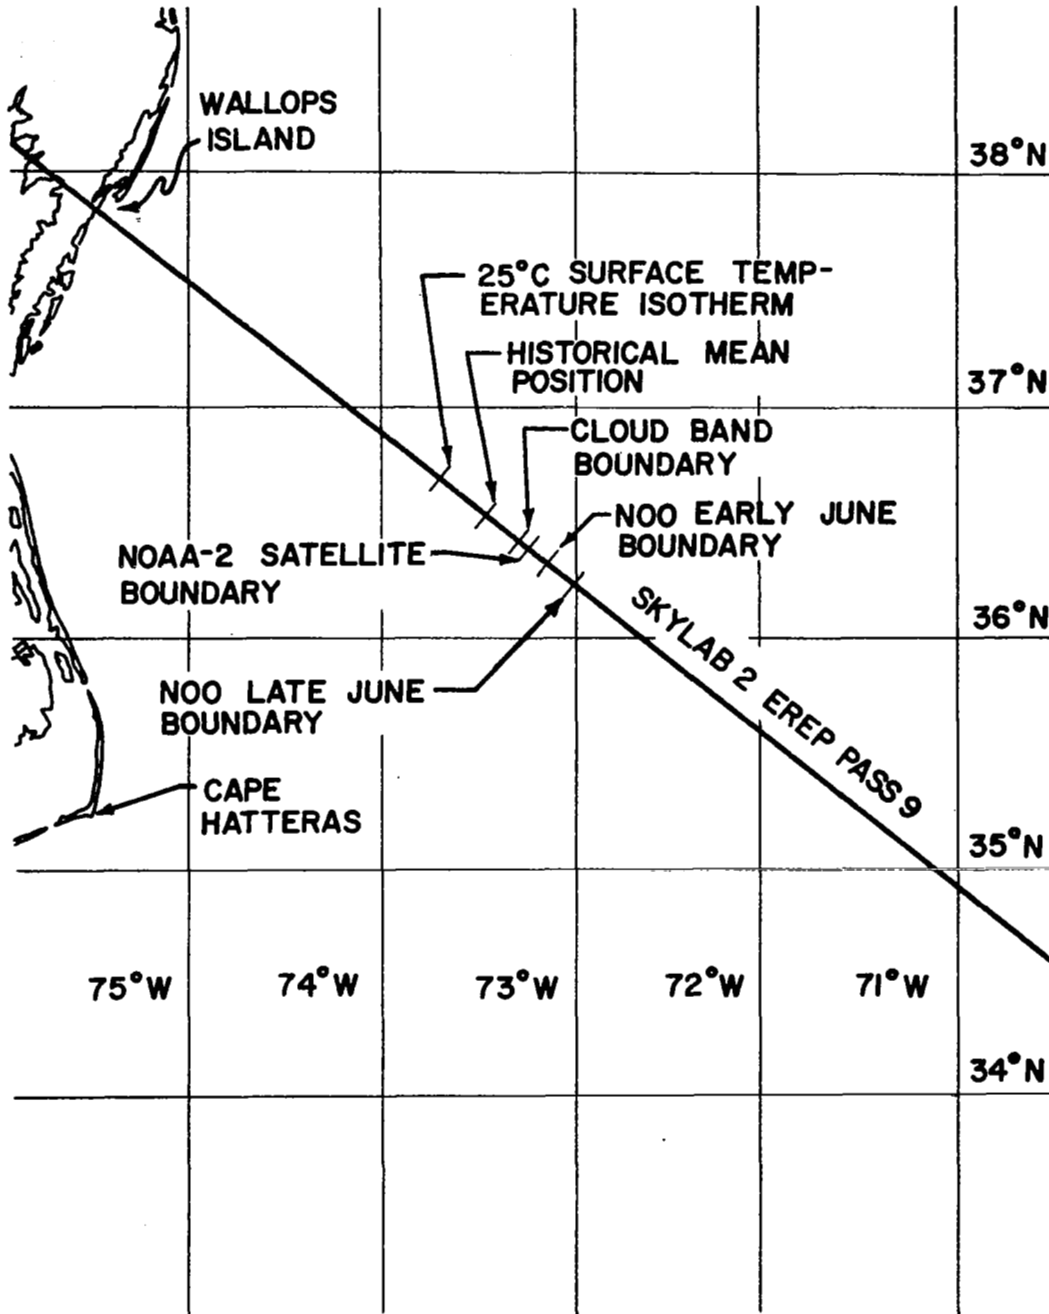 WALLOPS
ISLAND
38°N
25°C SURFACE TEMP-
ERATURE ISOTHERM
HISTORICAL MEAN
POSITION
37°N
CLOUD BAND
BOUNDARY
NOO EARLY JUNE
BOUNDARY
NOAA-2 SATELLITE
BOUNDARY
36°N
SKYLAB 2 EREP PASS 9
NOO LATE JUNE
BOUNDARY
CAPE
HATTERAS
35°N
75°W 74°W 73°W 72°W 71°W
34°N